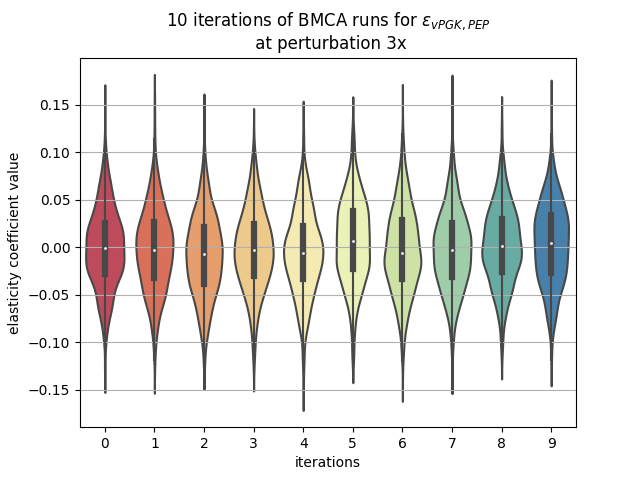 10 iterations of BMCA runs for ε_{vPGK, PEP}
at perturbation 3x
elasticity coefficient value
0.15
0.10
0.05
0.00
−0.05
−0.10
−0.15
0 1 2 3 4 5 6 7 8 9
iterations